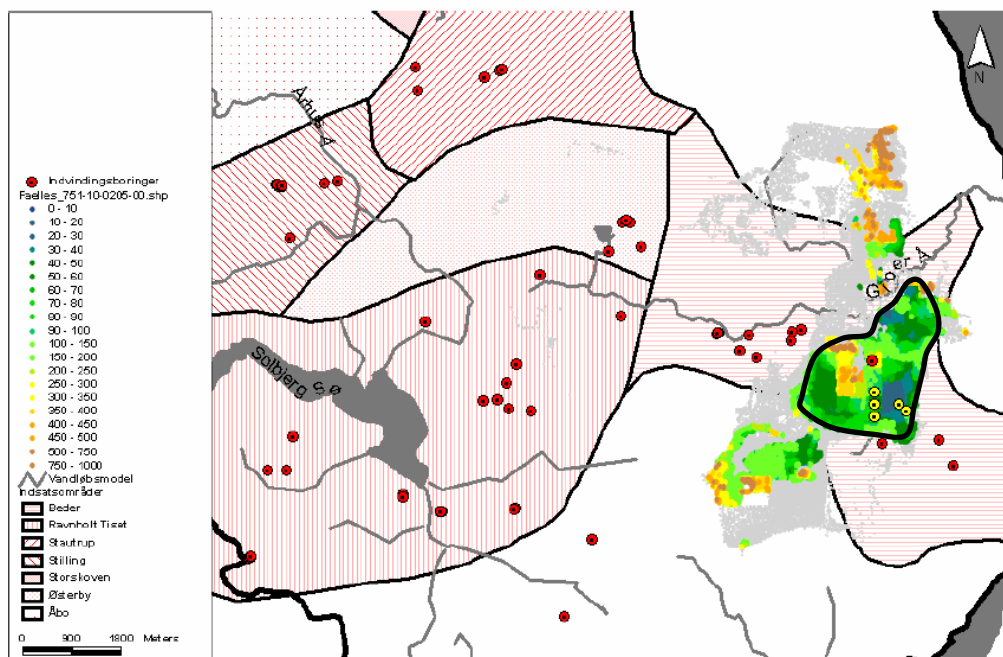 Indvindingsboringer
Faelles_751-10-0205-00.shp
0 - 10
10 - 20
20 - 30
30 - 40
40 - 50
50 - 60
60 - 70
70 - 80
80 - 90
90 - 100
100 - 150
150 - 200
200 - 250
250 - 300
300 - 350
350 - 400
400 - 450
450 - 500
500 - 750
750 - 1000
Vandløbsmodel
Indsatsområder
Beder
Ravnholt Tiset
Stautrup
Stilling
Storskoven
Østerby
Åbo
0 900 1800 Meters
Århus Å
Solbjerg Sø
Giber Å
N